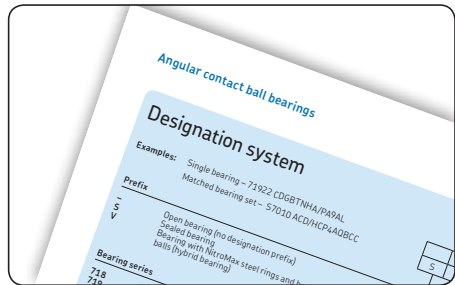 Angular contact ball bearings
Designation system
Examples: Single bearing – 71922 CDGBTNHA/PA9AL
Matched bearing set – S7010 ACD/HCP4AQBCC
Prefix
– Open bearing (no designation prefix)
S Sealed bearing
V Bearing with NitroMax steel rings and
balls (hybrid bearing)
S
Bearing series
718